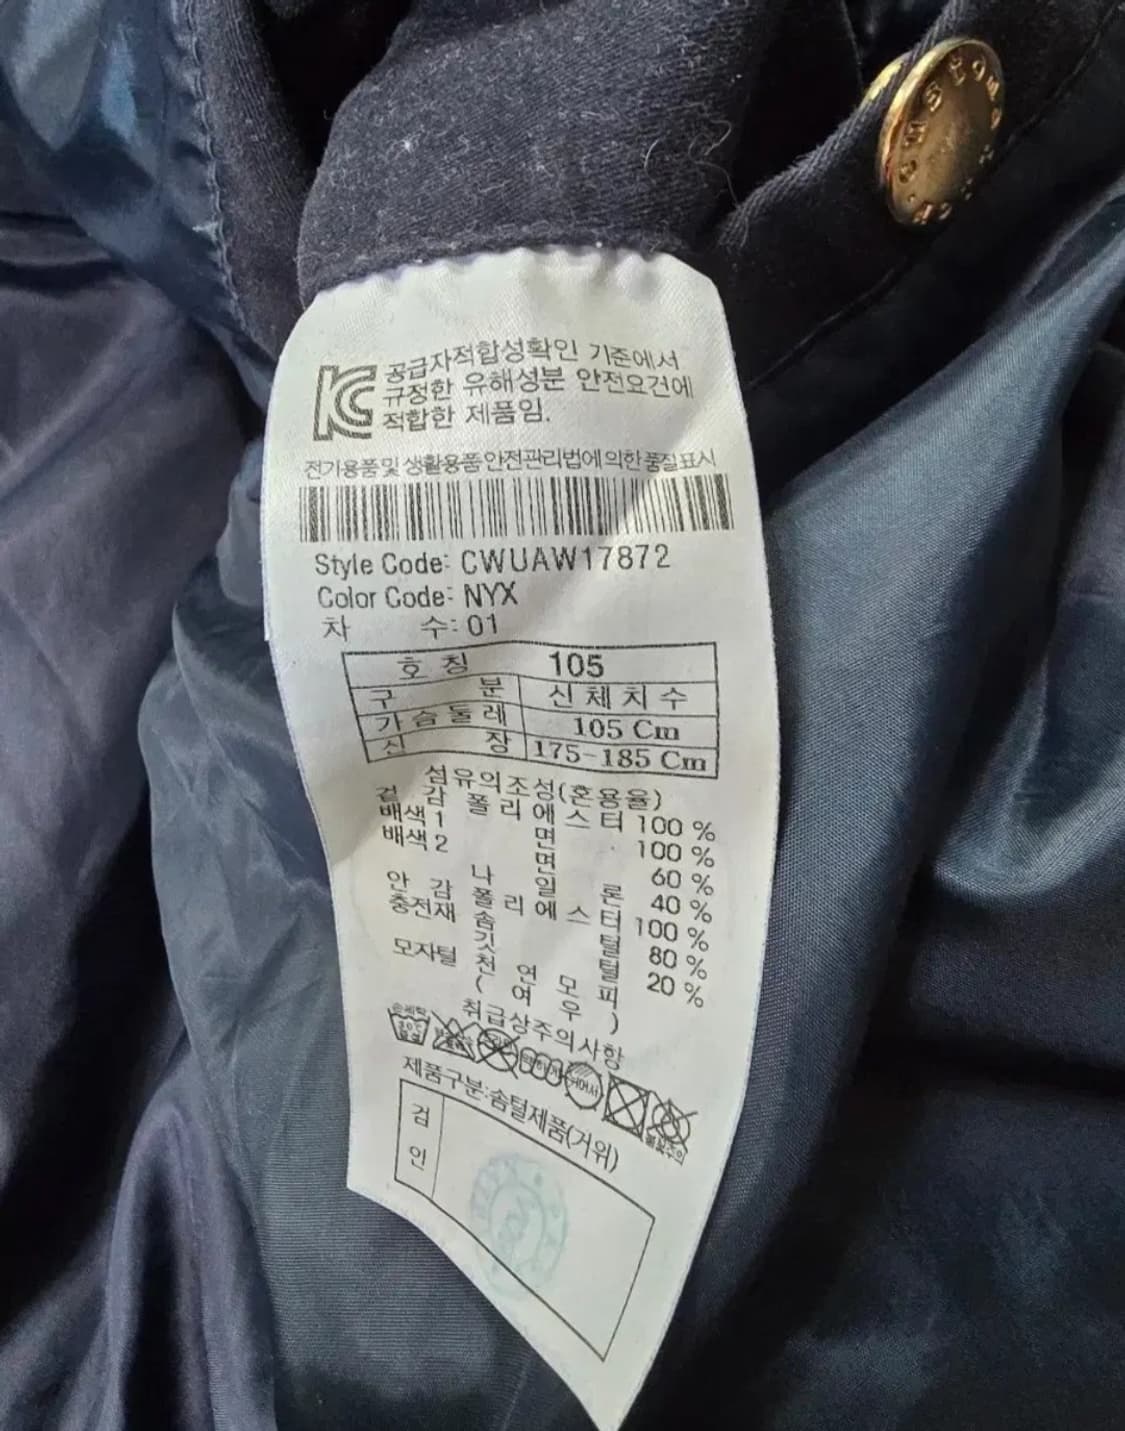 공급자적합성확인 기준에서
규정한 유해성분 안전요건에
적합한 제품임.
전기용품및 생활용품안전관리법에의한 품질표시
Style Code: CWUAW17872
Color Code: NYX
차 수: 01
호칭 105
구 분 신체치수
가슴둘레 105 Cm
신 장 175-185 Cm
섬유의조성(혼용율)
겉 감 폴리에스터 100 %
배색1 면 100 %
배색2 면 60 %
나 일 론 40 %
안 감 폴리에스터 100 %
충전재 솜 털 80 %
깃 털 20 %
모자털 천 연 모 피
( 여 우 )
취급상주의사항
제품구분:솜털제품(거위)
검
인